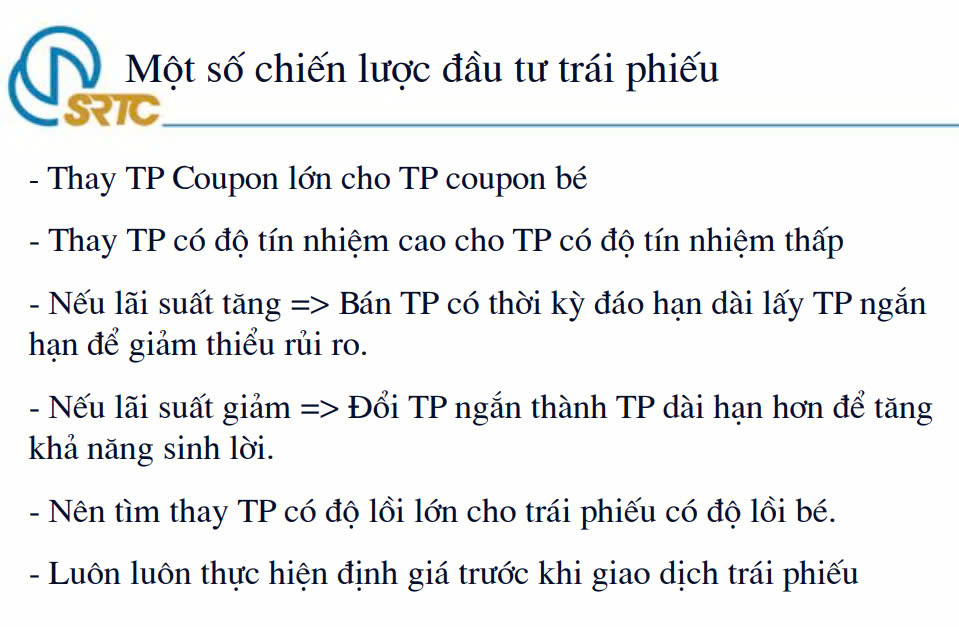 Một số chiến lược đầu tư trái phiếu
SRTC
- Thay TP Coupon lớn cho TP coupon bé
- Thay TP có độ tín nhiệm cao cho TP có độ tín nhiệm thấp
- Nếu lãi suất tăng => Bán TP có thời kỳ đáo hạn dài lấy TP ngắn
hạn để giảm thiểu rủi ro.
- Nếu lãi suất giảm => Đổi TP ngắn thành TP dài hạn hơn để tăng
khả năng sinh lời.
- Nên tìm thay TP có độ lồi lớn cho trái phiếu có độ lồi bé.
- Luôn luôn thực hiện định giá trước khi giao dịch trái phiếu